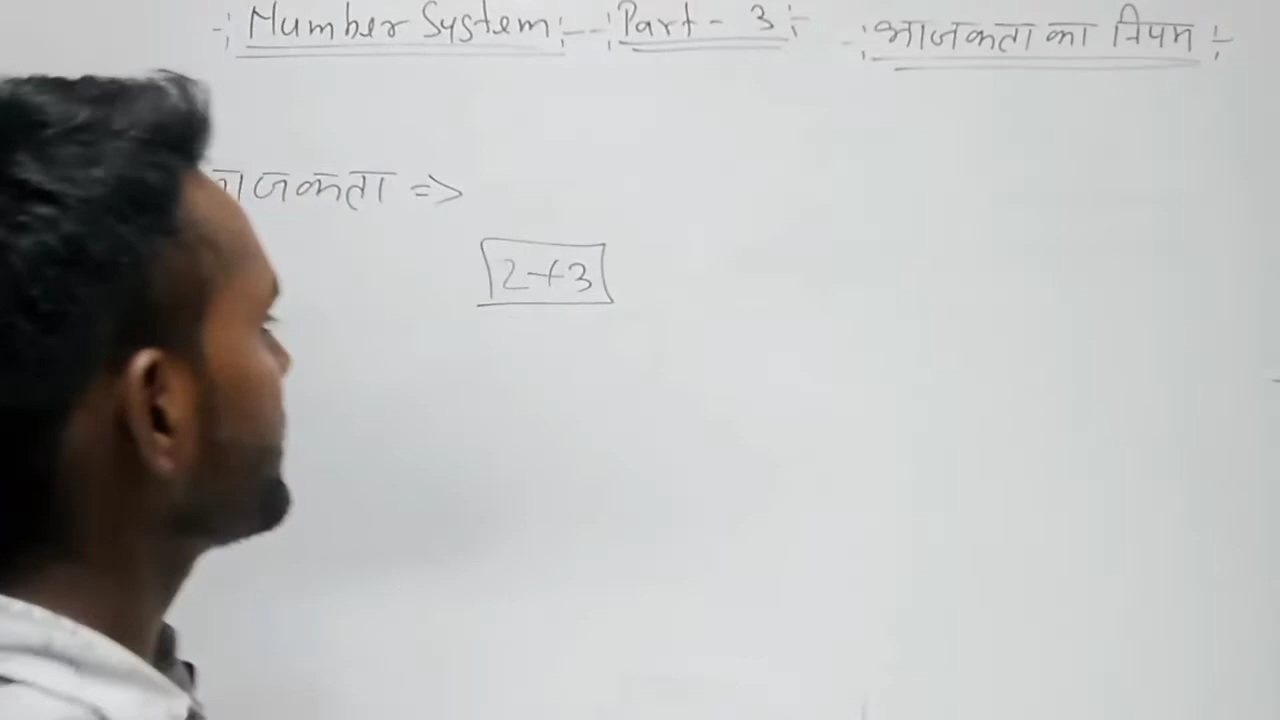 -: Number System :- -: Part - 3 :- -: भाजकता का नियम :-
ाजकता =>
2+3